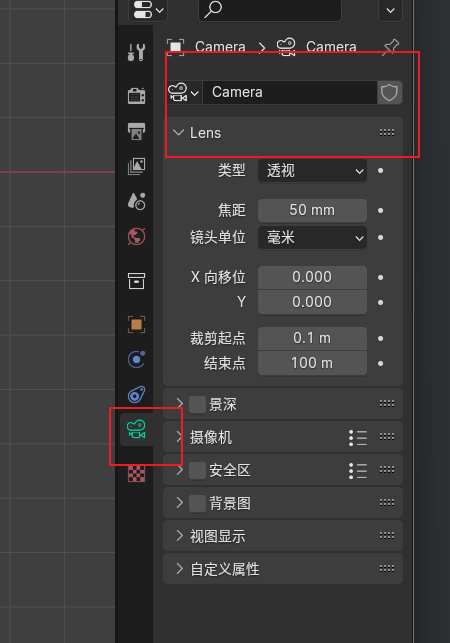 Camera > Camera
Camera
Lens
类型 透视
焦距 50 mm
镜头单位 毫米
X 向移位 0.000
Y 0.000
裁剪起点 0.1 m
结束点 100 m
景深
摄像机
安全区
背景图
视图显示
自定义属性